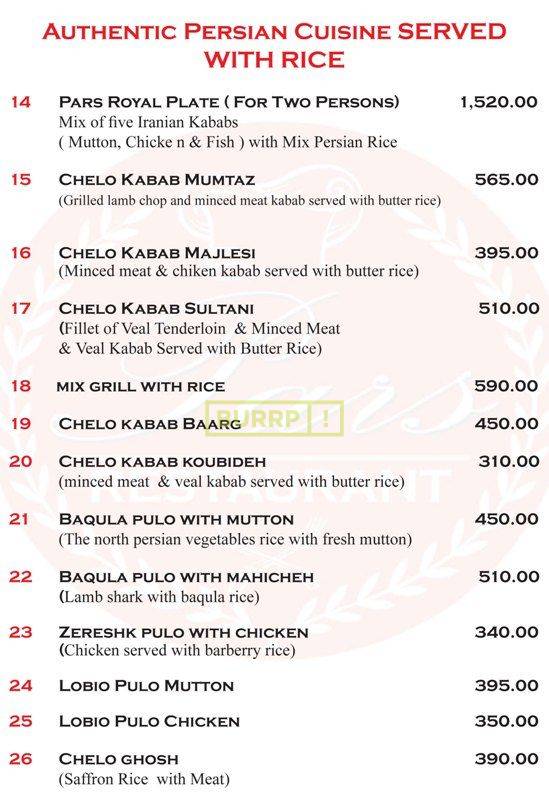 Authentic Persian Cuisine SERVED
WITH RICE
14 Pars Royal Plate ( For Two Persons) 1,520.00
Mix of five Iranian Kababs
( Mutton, Chicke n & Fish ) with Mix Persian Rice
15 Chelo Kabab Mumtaz 565.00
(Grilled lamb chop and minced meat kabab served with butter rice)
16 Chelo Kabab Majlesi 395.00
(Minced meat & chiken kabab served with butter rice)
17 Chelo Kabab Sultani 510.00
(Fillet of Veal Tenderloin & Minced Meat
& Veal Kabab Served with Butter Rice)
18 mix grill with rice 590.00
Pars
19 Chelo kabab Baarg 450.00
BURRP!
20 Chelo kabab koubideh 310.00
(minced meat & veal kabab served with butter rice)
RESTAURANT
21 Baqula pulo with mutton 450.00
(The north persian vegetables rice with fresh mutton)
22 Baqula pulo with mahicheh 510.00
(Lamb shark with baqula rice)
23 Zereshk pulo with chicken 340.00
(Chicken served with barberry rice)
24 Lobio Pulo Mutton 395.00
25 Lobio Pulo Chicken 350.00
26 Chelo ghosh 390.00
(Saffron Rice with Meat)